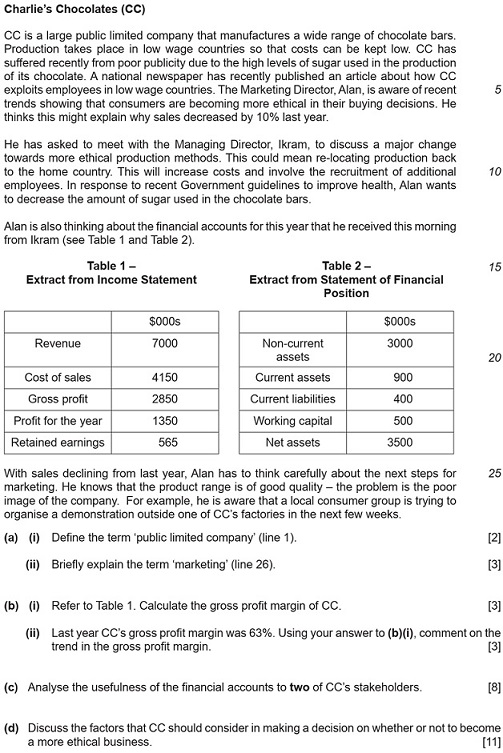 Charlie's Chocolates (CC)
CC is a large public limited company that manufactures a wide range of chocolate bars.
Production takes place in low wage countries so that costs can be kept low. CC has
suffered recently from poor publicity due to the high levels of sugar used in the production
of its chocolate. A national newspaper has recently published an article about how CC
exploits employees in low wage countries. The Marketing Director, Alan, is aware of recent 5
trends showing that consumers are becoming more ethical in their buying decisions. He
thinks this might explain why sales decreased by 10% last year.
He has asked to meet with the Managing Director, Ikram, to discuss a major change
towards more ethical production methods. This could mean re-locating production back
to the home country. This will increase costs and involve the recruitment of additional 10
employees. In response to recent Government guidelines to improve health, Alan wants
to decrease the amount of sugar used in the chocolate bars.
Alan is also thinking about the financial accounts for this year that he received this morning
from Ikram (see Table 1 and Table 2).
Table 1 – Table 2 – 15
Extract from Income Statement Extract from Statement of Financial
Position
$000s $000s
Revenue 7000 Non-current 3000
assets 20
Cost of sales 4150 Current assets 900
Gross profit 2850 Current liabilities 400
Profit for the year 1350 Working capital 500
Retained earnings 565 Net assets 3500
With sales declining from last year, Alan has to think carefully about the next steps for 25
marketing. He knows that the product range is of good quality – the problem is the poor
image of the company. For example, he is aware that a local consumer group is trying to
organise a demonstration outside one of CC's factories in the next few weeks.
(a) (i) Define the term 'public limited company' (line 1). [2]
(ii) Briefly explain the term 'marketing' (line 26). [3]
(b) (i) Refer to Table 1. Calculate the gross profit margin of CC. [3]
(ii) Last year CC's gross profit margin was 63%. Using your answer to (b)(i), comment on the
trend in the gross profit margin. [3]
(c) Analyse the usefulness of the financial accounts to two of CC's stakeholders. [8]
(d) Discuss the factors that CC should consider in making a decision on whether or not to become
a more ethical business. [11]